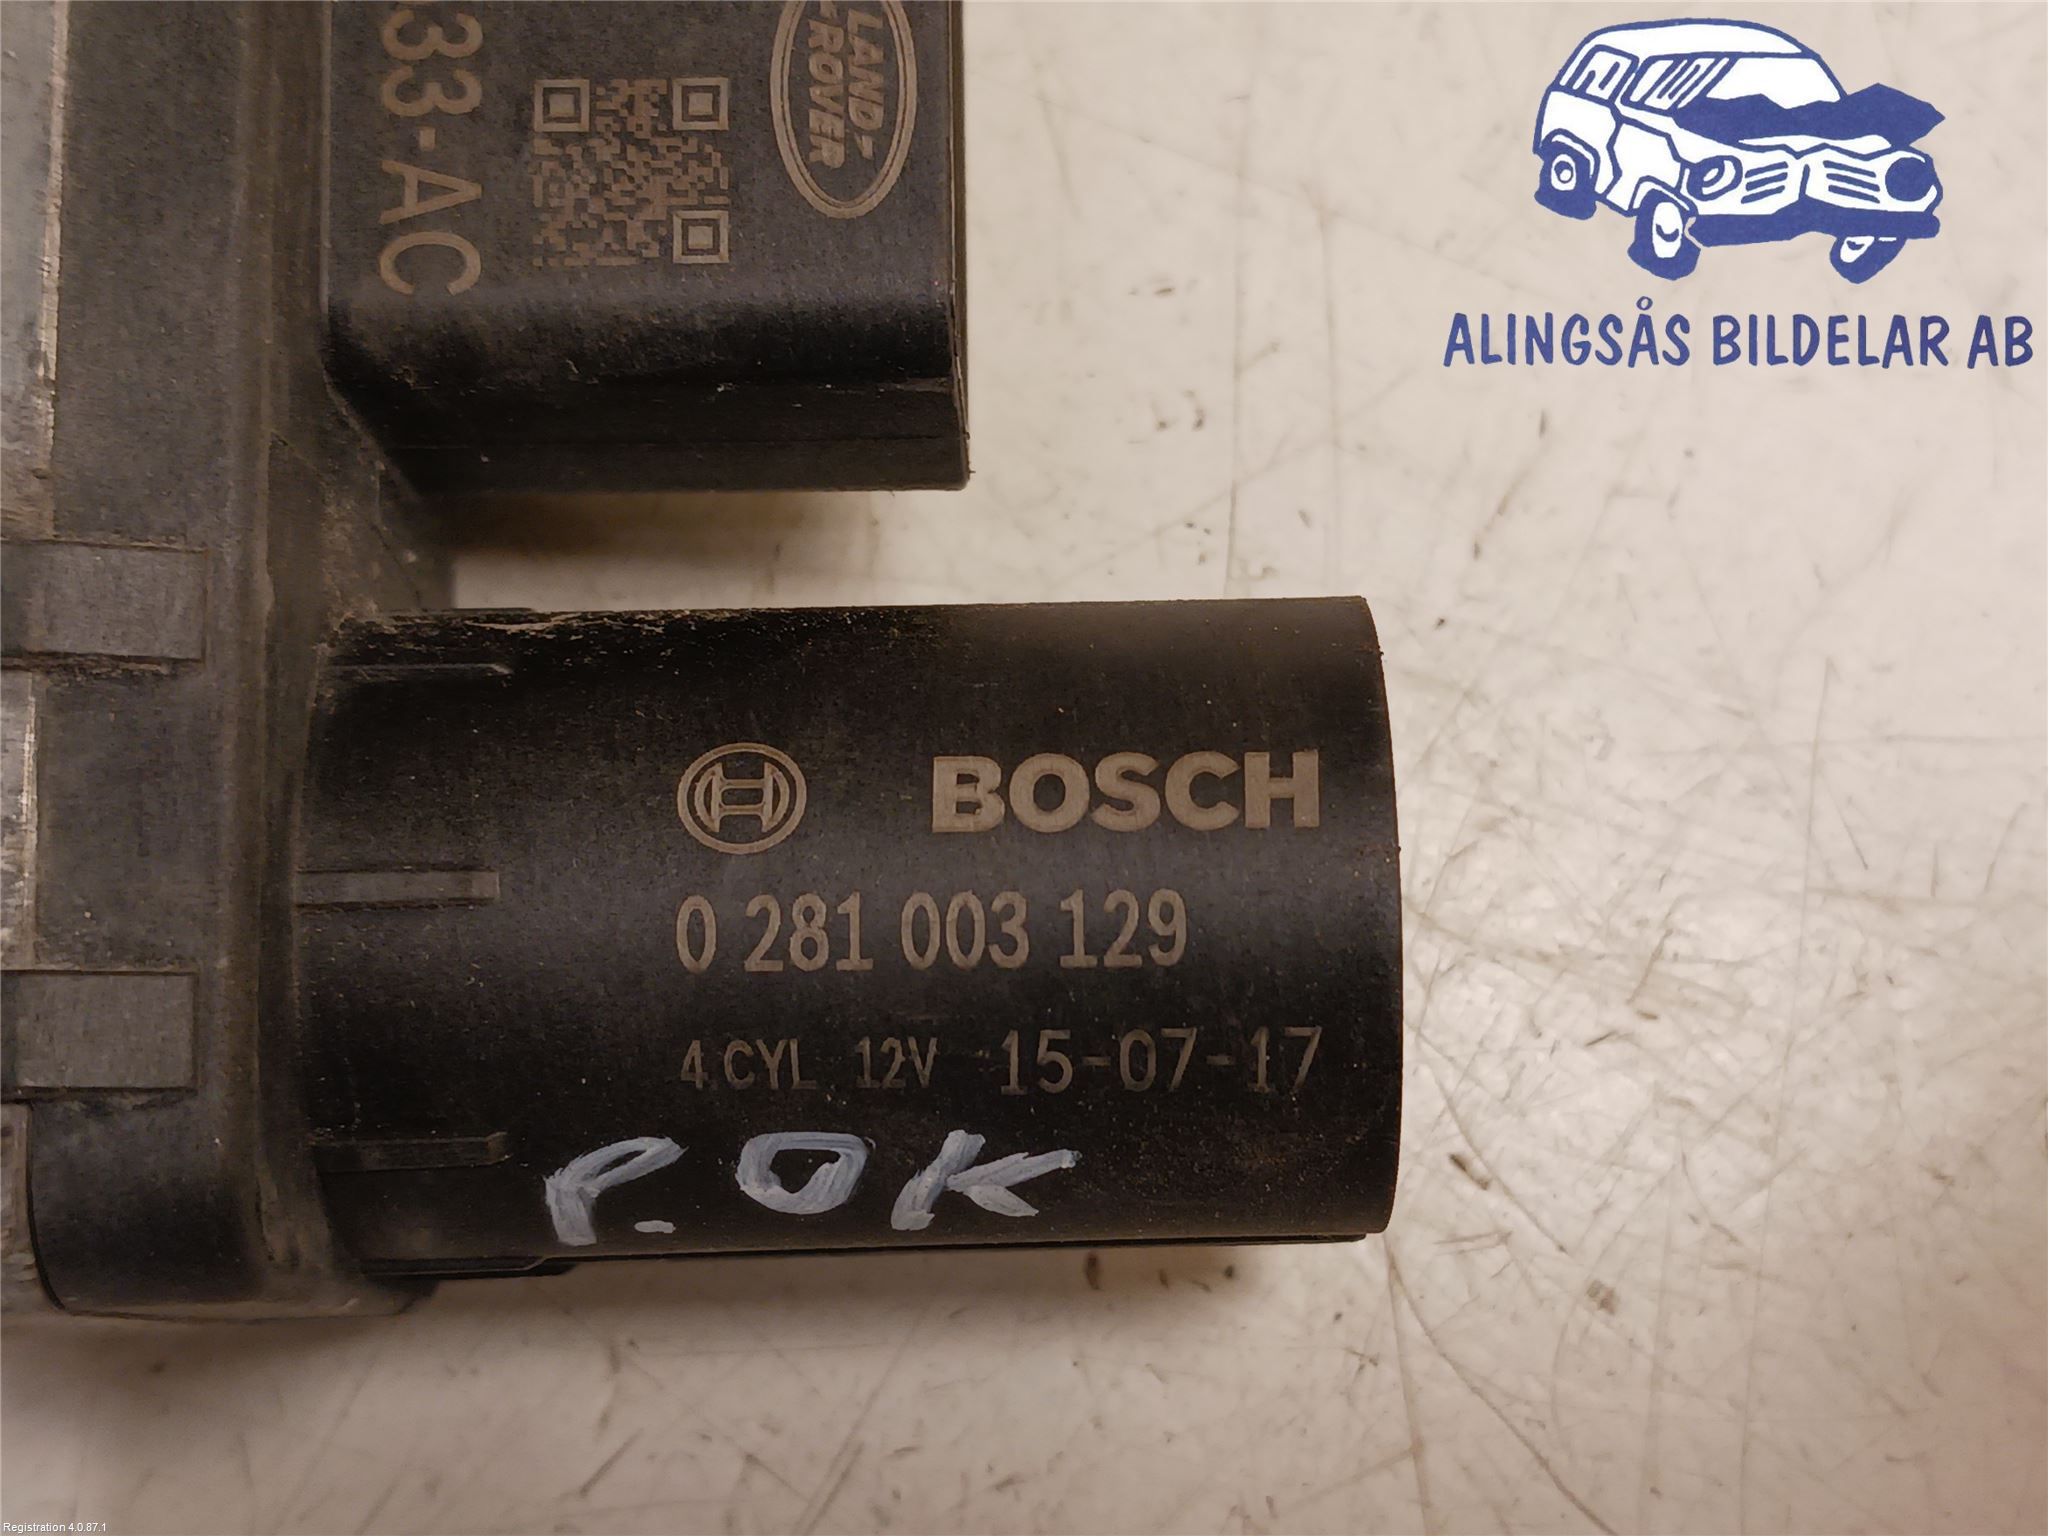 33-AC
LAND-
-ROVER
ALINGSÅS BILDELAR AB
BOSCH
0 281 003 129
4 CYL 12V 15-07-17
P.OK
Registration 4.0.87.1